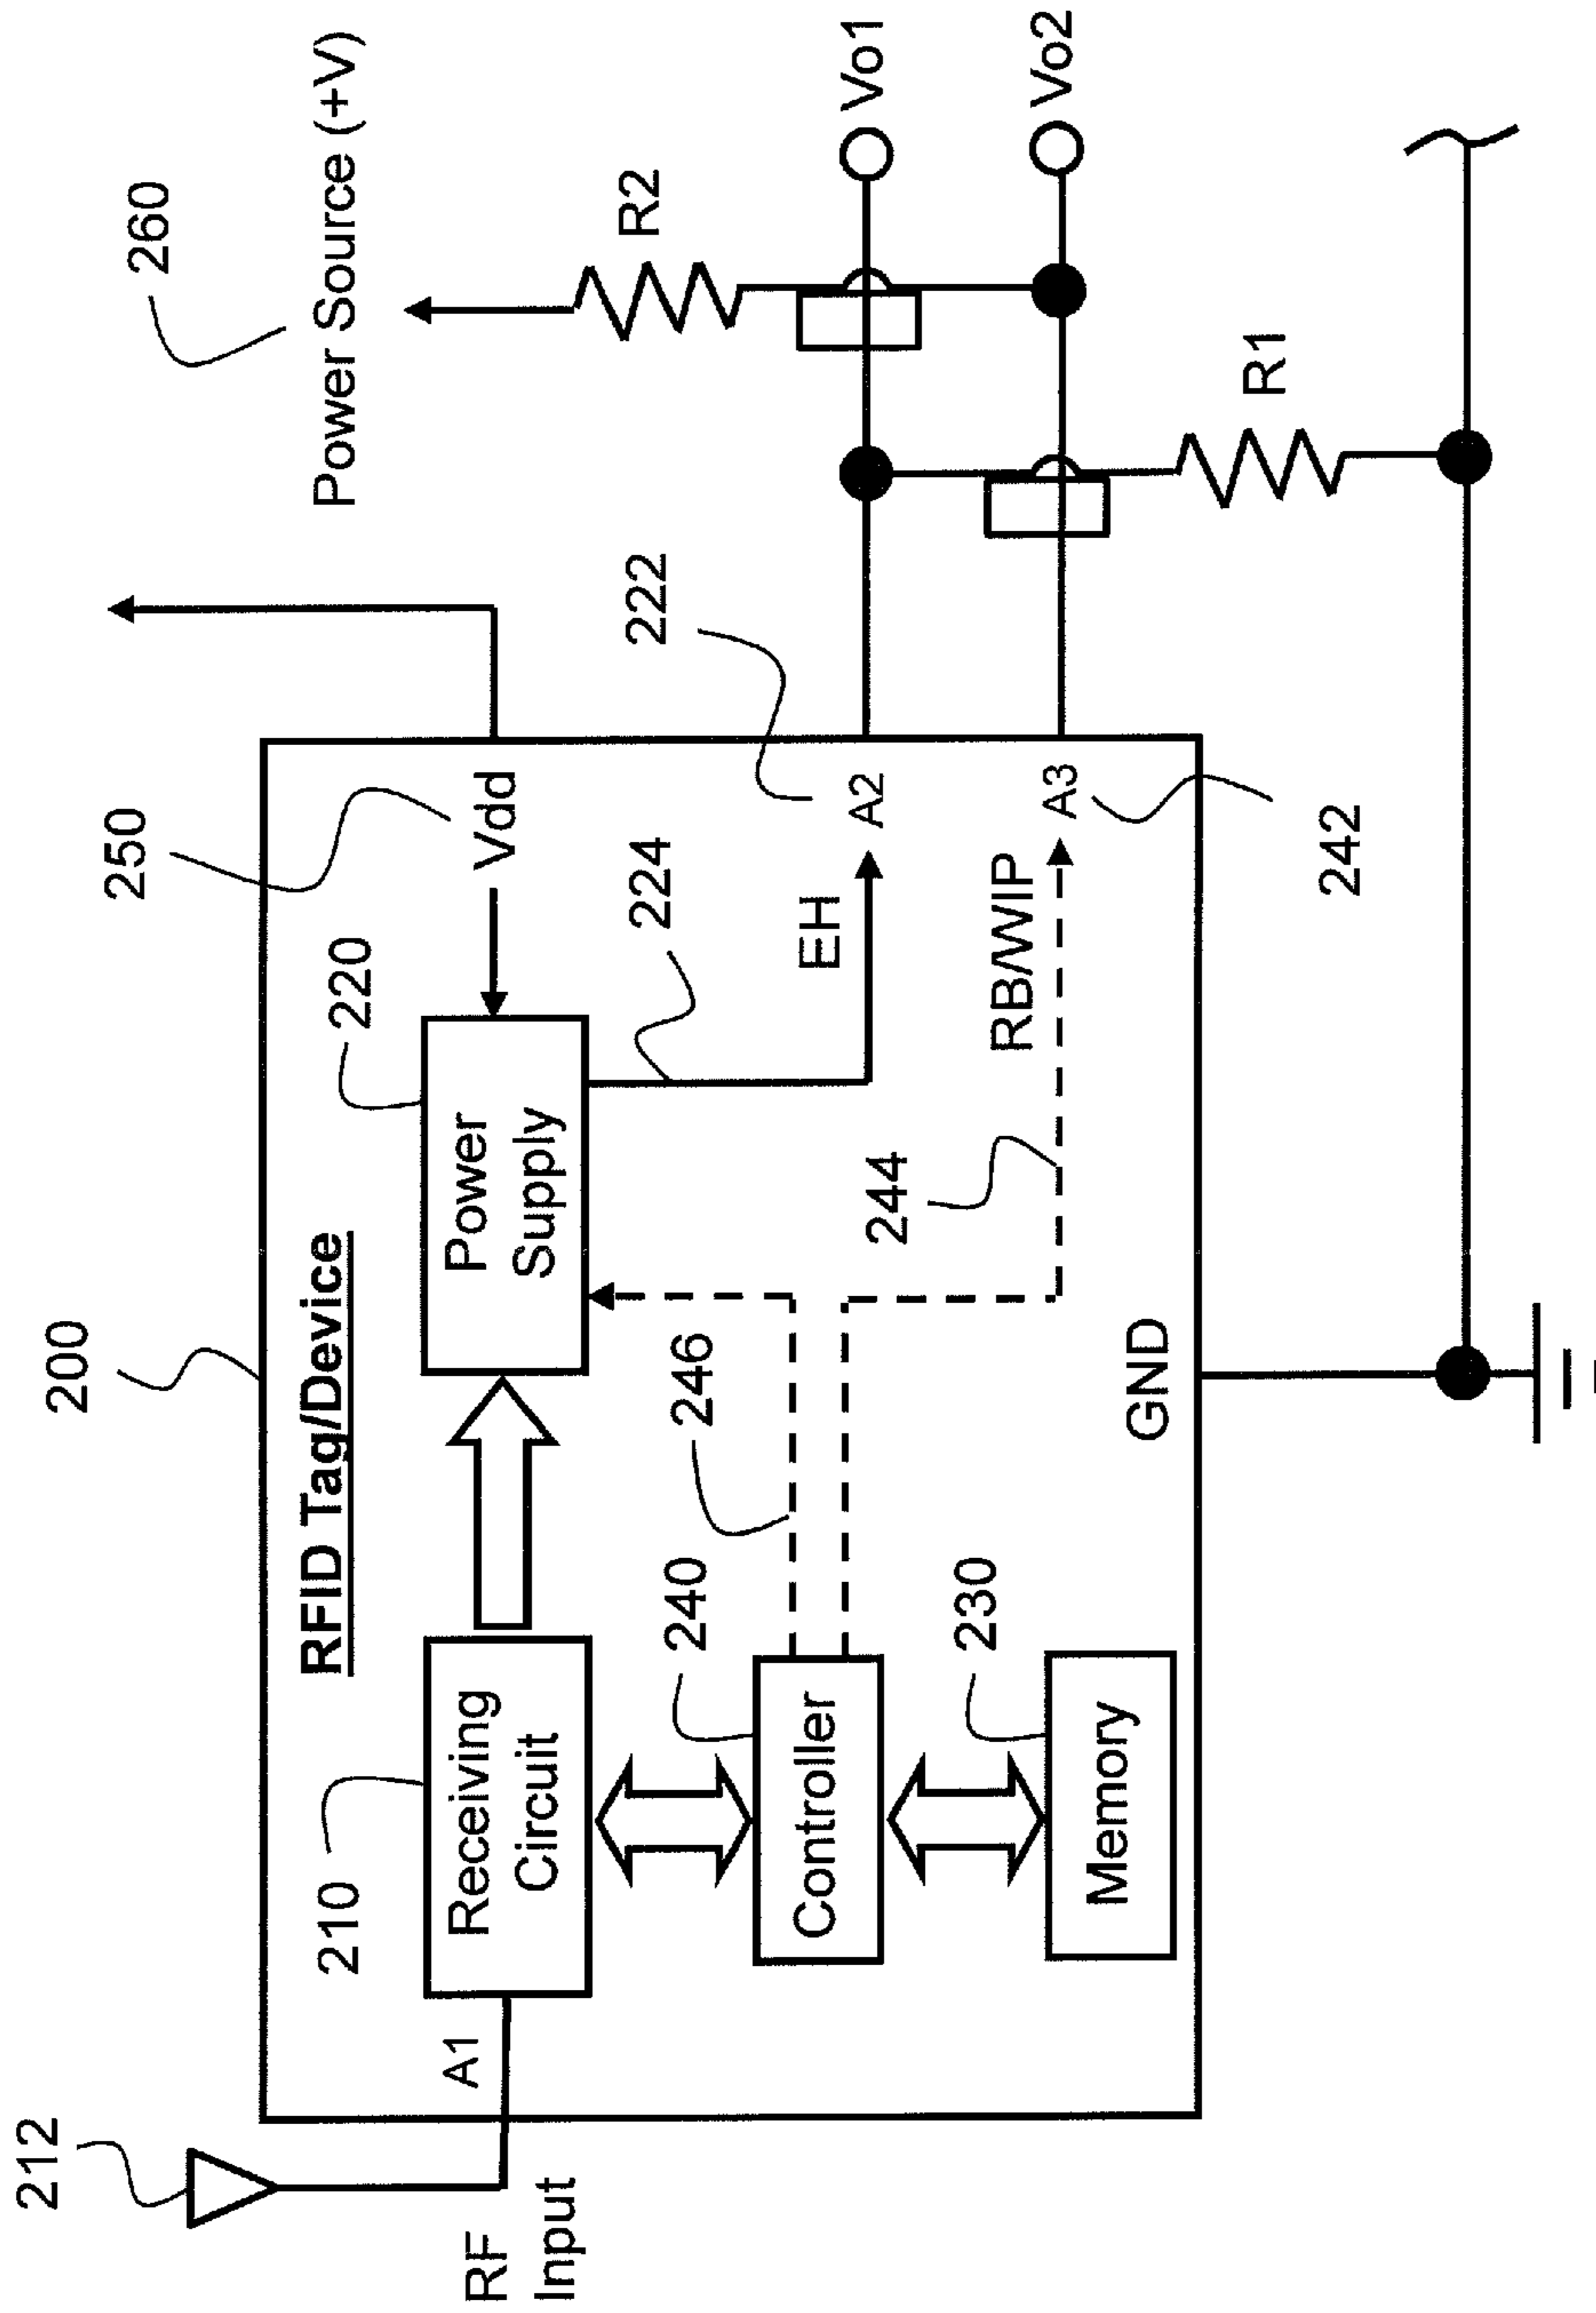 212
RF
Input
A1
200
RFID Tag/Device
210
Receiving
Circuit
220
Power
Supply
250
Vdd
260
Power Source (+V)
R2
240
Controller
246
224
EH
222
A2
Vo1
230
Memory
244
RB/WIP
A3
242
Vo2
GND
R1